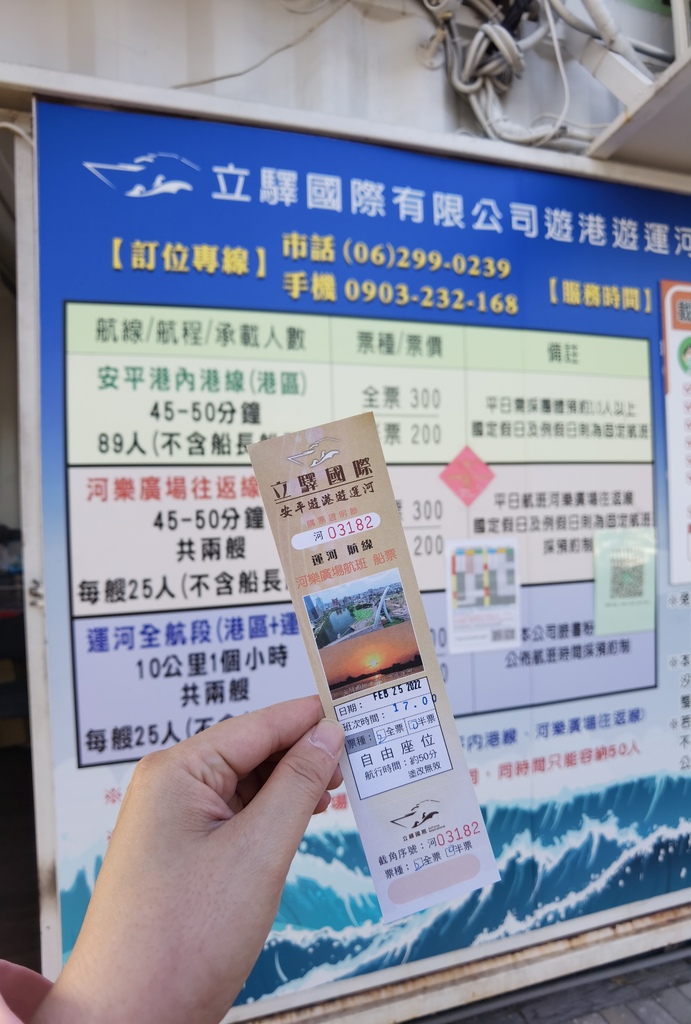 立驛國際有限公司遊港遊運河
【訂位專線】
市話 (06)299-0239
手機 0903-232-168
【服務時間】
航線/航程/承載人數
票種/票價
備註
安平港內港線(港區)
45-50分鐘
89人(不含船長
全票 300
票 200
平日需採團體預約10人以上
國定假日及例假日則為固定航班
河樂廣場往返線
45-50分鐘
共兩艘
每艘25人(不含船長
300
200
平日航班河樂廣場往返線
國定假日及例假日則為固定航班
採預約制
運河全航段(港區+運
10公里1個小時
共兩艘
每艘25人(不含
本公司臉書粉
公佈航班時間採預約制
內港線、河樂廣場往返線)
同時間只能容納50人
立驛國際
安平遊港遊運河
河 03182
運河 航線
河樂廣場航班 船票
日期: FEB 25 2022
班次時間: 17.00
票種: 全票 半票
自由座位
航行時間:約50分
塗改無效
立驛國際
截角序號:河03182
票種: 全票 半票